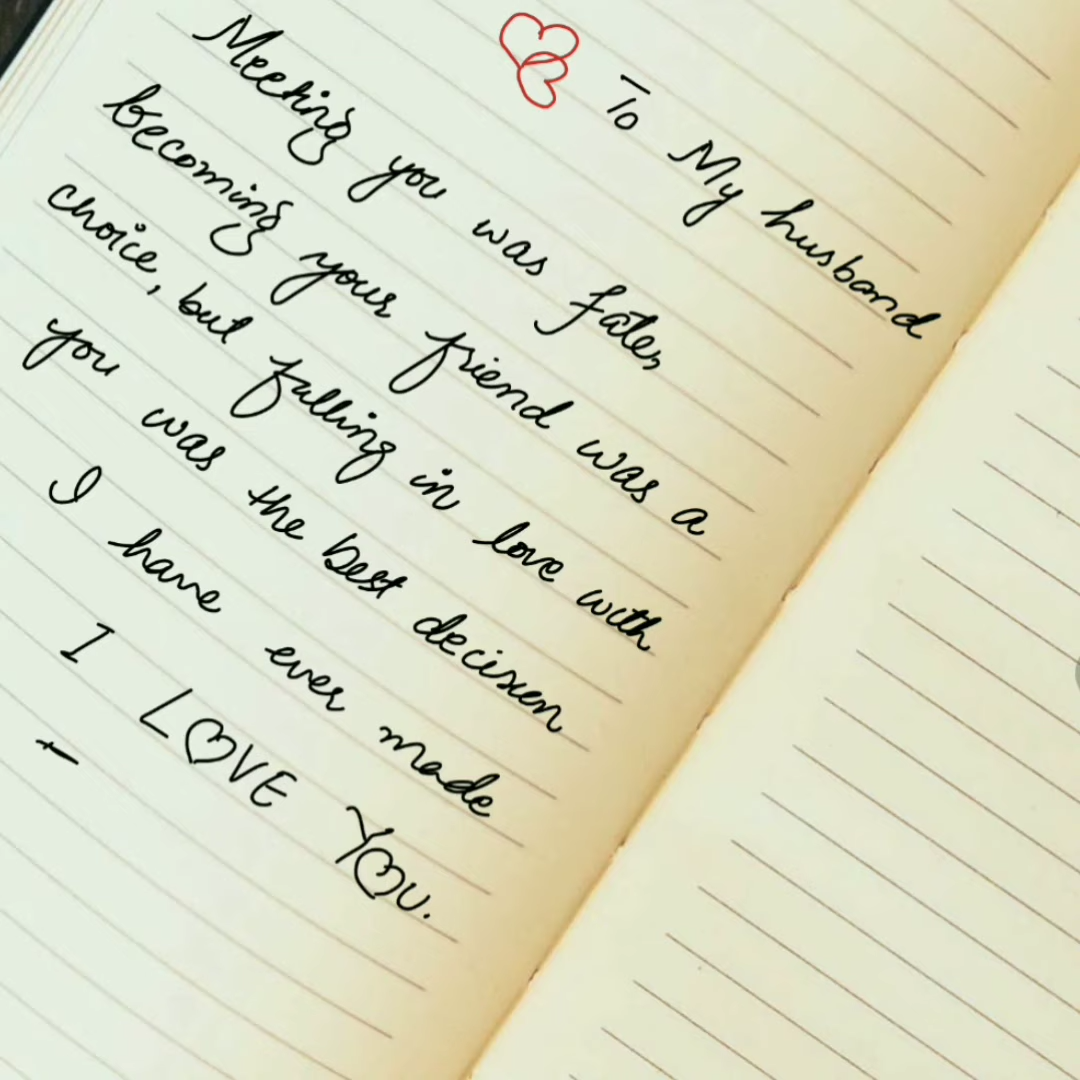 To My husband
Meeting you was fate,
becoming your friend was a
choice, but falling in love with
you was the best decision
I have ever made
I LOVE YOU.